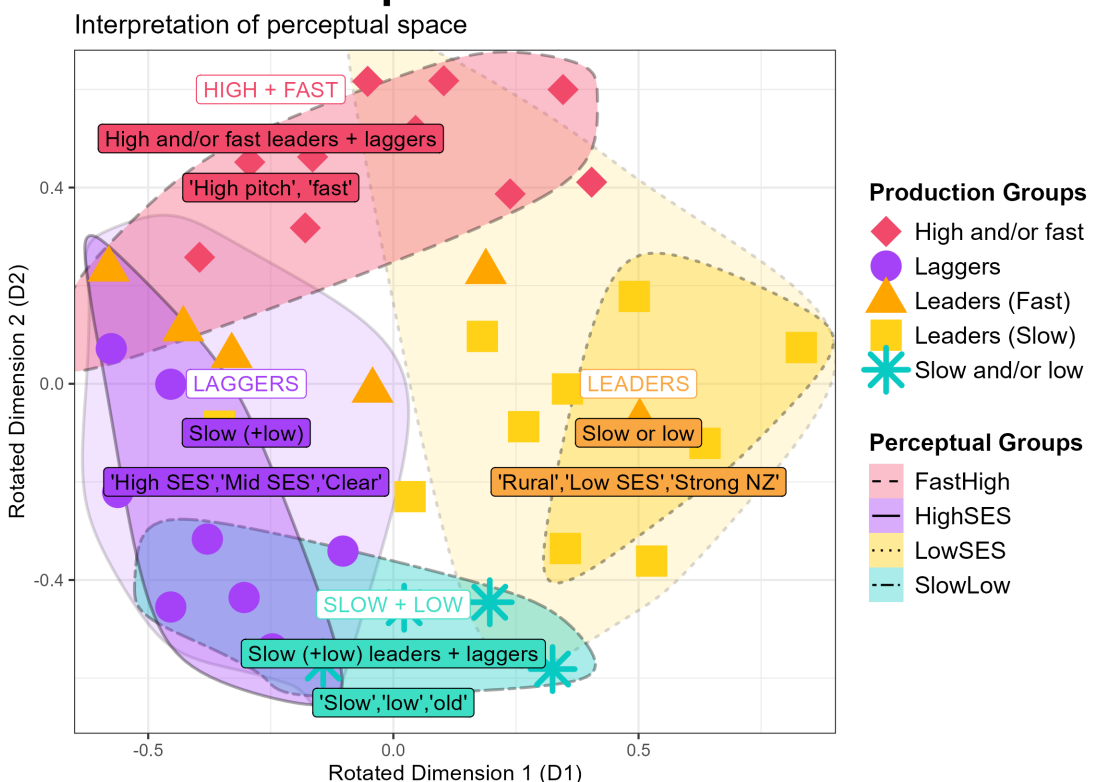 Interpretation of perceptual space
HIGH + FAST
High and/or fast leaders + laggers
'High pitch', 'fast'
LAGGERS
Slow (+low)
'High SES','Mid SES','Clear'
LEADERS
Slow or low
'Rural','Low SES','Strong NZ'
SLOW + LOW
Slow (+low) leaders + laggers
'Slow','low','old'
0.4
0.0
-0.4
-0.5
0.0
0.5
Rotated Dimension 1 (D1)
Rotated Dimension 2 (D2)
Production Groups
High and/or fast
Laggers
Leaders (Fast)
Leaders (Slow)
Slow and/or low
Perceptual Groups
FastHigh
HighSES
LowSES
SlowLow